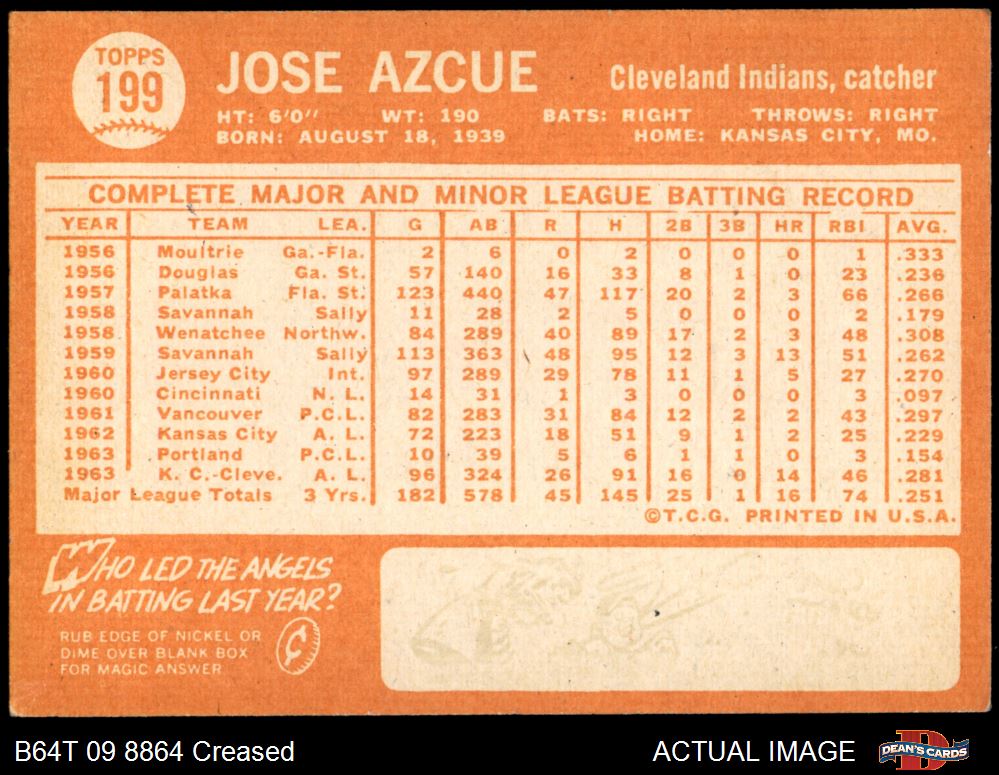 TOPPS
199
JOSE AZCUE
Cleveland Indians, catcher
HT: 6'0" WT: 190 BATS: RIGHT THROWS: RIGHT
BORN: AUGUST 18, 1939 HOME: KANSAS CITY, MO.
COMPLETE MAJOR AND MINOR LEAGUE BATTING RECORD
YEAR TEAM LEA. G AB R H 2B 3B HR RBI AVG.
1956 Moultrie Ga.-Fla. 2 6 0 2 0 0 0 1 .333
1956 Douglas Ga. St. 57 140 16 33 8 1 0 23 .236
1957 Palatka Fla. St. 123 440 47 117 20 2 3 66 .266
1958 Savannah Sally 11 28 2 5 0 0 0 2 .179
1958 Wenatchee Northw. 84 289 40 89 17 2 3 48 .308
1959 Savannah Sally 113 363 48 95 12 3 13 51 .262
1960 Jersey City Int. 97 289 29 78 11 1 5 27 .270
1960 Cincinnati N. L. 14 31 1 3 0 0 0 3 .097
1961 Vancouver P.C.L. 82 283 31 84 12 2 2 43 .297
1962 Kansas City A. L. 72 223 18 51 9 1 2 25 .229
1963 Portland P.C.L. 10 39 5 6 1 1 0 3 .154
1963 K. C.-Cleve. A. L. 96 324 26 91 16 0 14 46 .281
Major League Totals 3 Yrs. 182 578 45 145 25 1 16 74 .251
©T.C.G. PRINTED IN U.S.A.
WHO LED THE ANGELS
IN BATTING LAST YEAR?
RUB EDGE OF NICKEL OR
DIME OVER BLANK BOX
FOR MAGIC ANSWER
¢
B64T 09 8864 Creased
ACTUAL IMAGE
D
DEAN'S CARDS